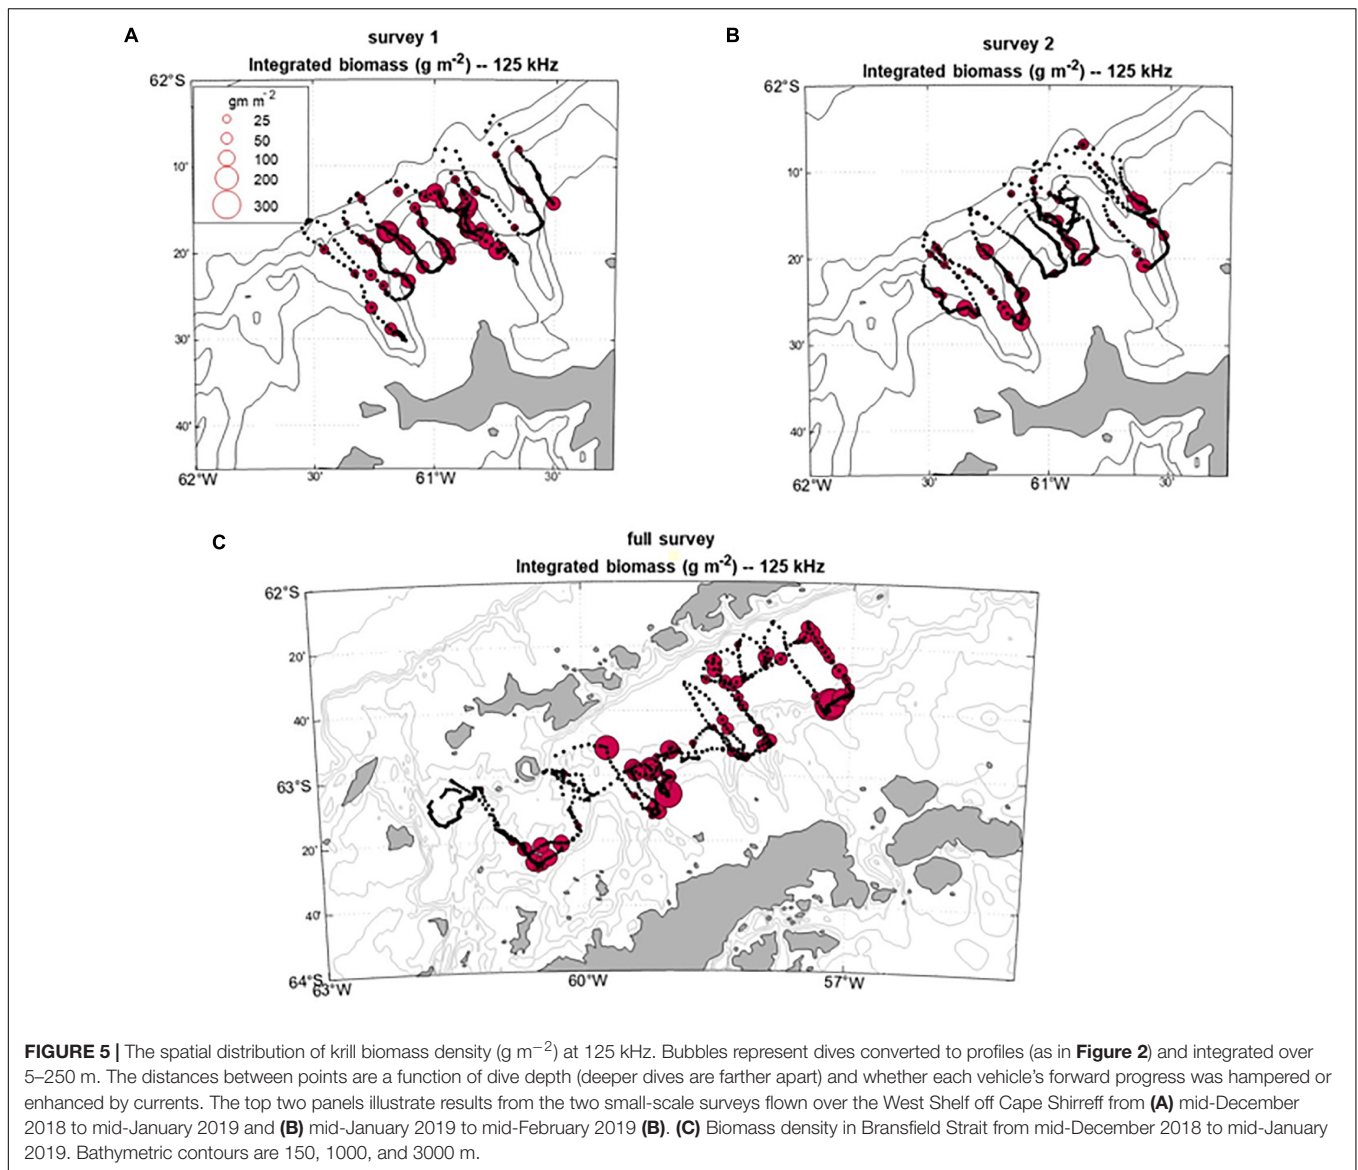 A
survey 1
Integrated biomass (g m-2) -- 125 kHz
62°S
gm m-2
25
50
100
200
300
10'
20'
30'
40'
62°W
30'
61°W
30'
B
survey 2
Integrated biomass (g m-2) -- 125 kHz
62°S
10'
20'
30'
40'
62°W
30'
61°W
30'
C
full survey
Integrated biomass (g m-2) -- 125 kHz
62°S
20'
40'
63°S
20'
40'
64°S
63°W
60°W
57°W
FIGURE 5 | The spatial distribution of krill biomass density (g m−2) at 125 kHz. Bubbles represent dives converted to profiles (as in Figure 2) and integrated over
5–250 m. The distances between points are a function of dive depth (deeper dives are farther apart) and whether each vehicle's forward progress was hampered or
enhanced by currents. The top two panels illustrate results from the two small-scale surveys flown over the West Shelf off Cape Shirreff from (A) mid-December
2018 to mid-January 2019 and (B) mid-January 2019 to mid-February 2019 (B). (C) Biomass density in Bransfield Strait from mid-December 2018 to mid-January
2019. Bathymetric contours are 150, 1000, and 3000 m.